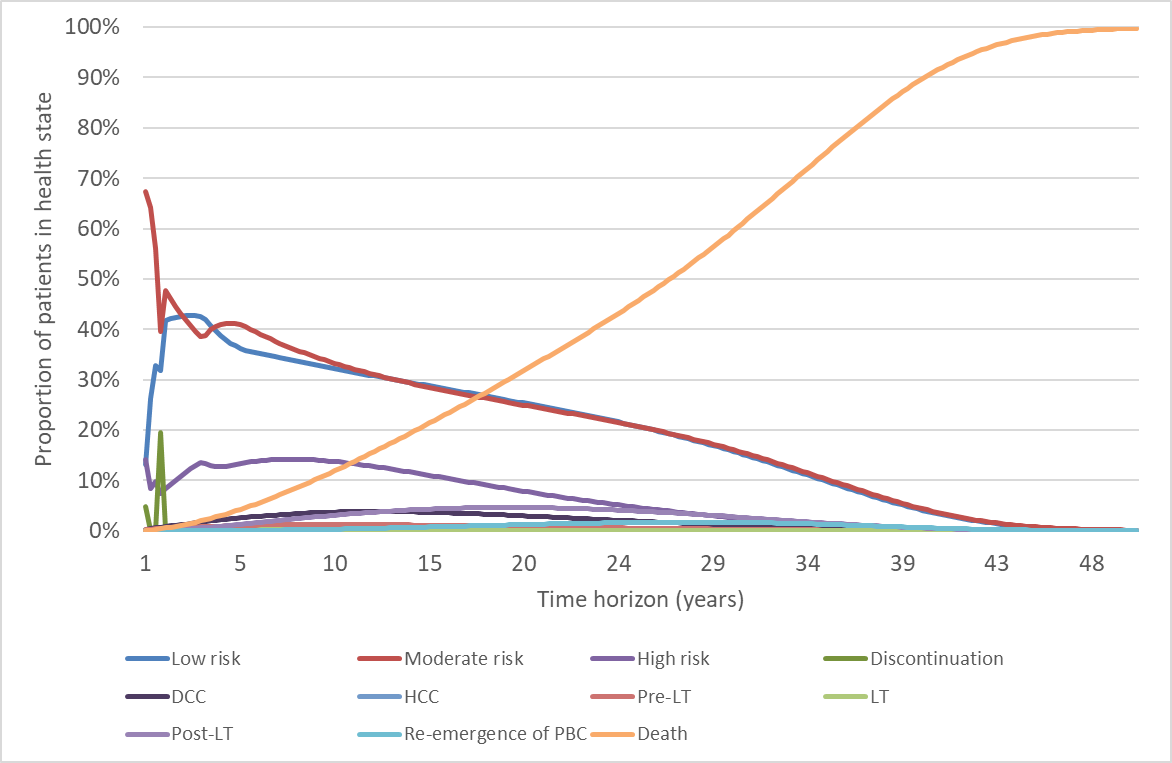 100%
90%
80%
70%
60%
50%
40%
30%
20%
10%
0%
Proportion of patients in health state
1 5 10 15 20 24 29 34 39 43 48
Time horizon (years)
Low risk Moderate risk High risk Discontinuation
DCC HCC Pre-LT LT
Post-LT Re-emergence of PBC Death